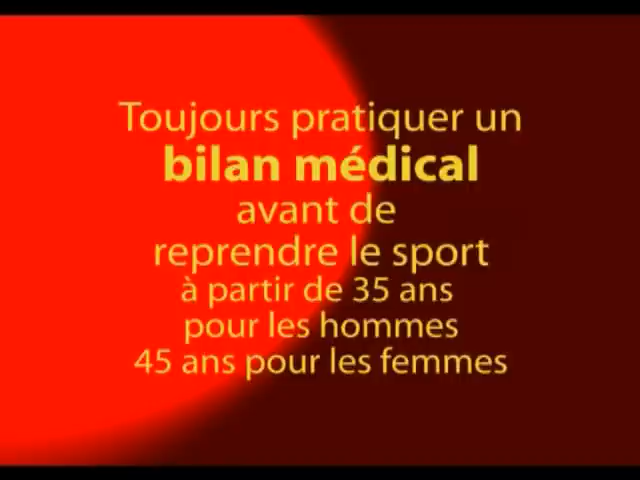 Toujours pratiquer un
bilan médical
avant de
reprendre le sport
à partir de 35 ans
pour les hommes
45 ans pour les femmes